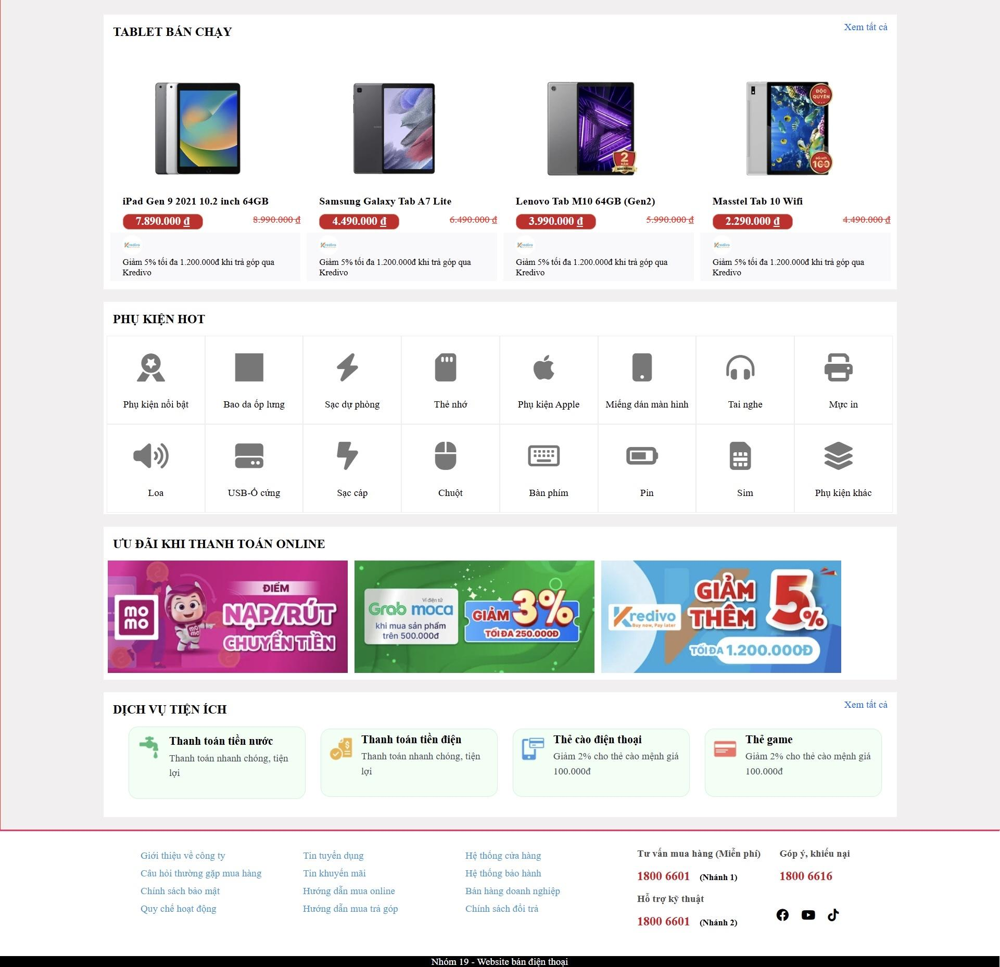 TABLET BÁN CHẠY
Xem tất cả
ĐỘC
QUYỀN
2
NĂM
BẢO HÀNH
ĐỔI MỚI
100
iPad Gen 9 2021 10.2 inch 64GB
Samsung Galaxy Tab A7 Lite
Lenovo Tab M10 64GB (Gen2)
Masstel Tab 10 Wifi
7.890.000 ₫ 8.990.000 ₫
4.490.000 ₫ 6.490.000 ₫
3.990.000 ₫ 5.990.000 ₫
2.290.000 ₫ 4.490.000 ₫
Kredivo
Giảm 5% tối đa 1.200.000đ khi trả góp qua
Kredivo
Kredivo
Giảm 5% tối đa 1.200.000đ khi trả góp qua
Kredivo
Kredivo
Giảm 5% tối đa 1.200.000đ khi trả góp qua
Kredivo
Kredivo
Giảm 5% tối đa 1.200.000đ khi trả góp qua
Kredivo
PHỤ KIỆN HOT
Phụ kiện nổi bật
Bao da ốp lưng
Sạc dự phòng
Thẻ nhớ
Phụ kiện Apple
Miếng dán màn hình
Tai nghe
Mực in
Loa
USB-Ổ cứng
Sạc cáp
Chuột
Bàn phím
Pin
Sim
Phụ kiện khác
ƯU ĐÃI KHI THANH TOÁN ONLINE
mo
mo
ĐIỂM
NẠP/RÚT
CHUYỂN TIỀN
Ví điện tử
Grab moca
khi mua sản phẩm
trên 500.000đ
GIẢM 3%
TỐI ĐA 250.000Đ
Kredivo
Buy now, Pay later
GIẢM
THÊM
5%
TỐI ĐA 1.200.000Đ
DỊCH VỤ TIỆN ÍCH
Xem tất cả
Thanh toán tiền nước
Thanh toán nhanh chóng, tiện
lợi
Thanh toán tiền điện
Thanh toán nhanh chóng, tiện
lợi
Thẻ cào điện thoại
Giảm 2% cho thẻ cào mệnh giá
100.000đ
Thẻ game
Giảm 2% cho thẻ cào mệnh giá
100.000đ
Giới thiệu về công ty
Câu hỏi thường gặp mua hàng
Chính sách bảo mật
Quy chế hoạt động
Tin tuyển dụng
Tin khuyến mãi
Hướng dẫn mua online
Hướng dẫn mua trả góp
Hệ thống cửa hàng
Hệ thống bảo hành
Bán hàng doanh nghiệp
Chính sách đổi trả
Tư vấn mua hàng (Miễn phí)
1800 6601 (Nhánh 1)
Hỗ trợ kỹ thuật
1800 6601 (Nhánh 2)
Góp ý, khiếu nại
1800 6616
Nhóm 19 - Website bán điện thoại